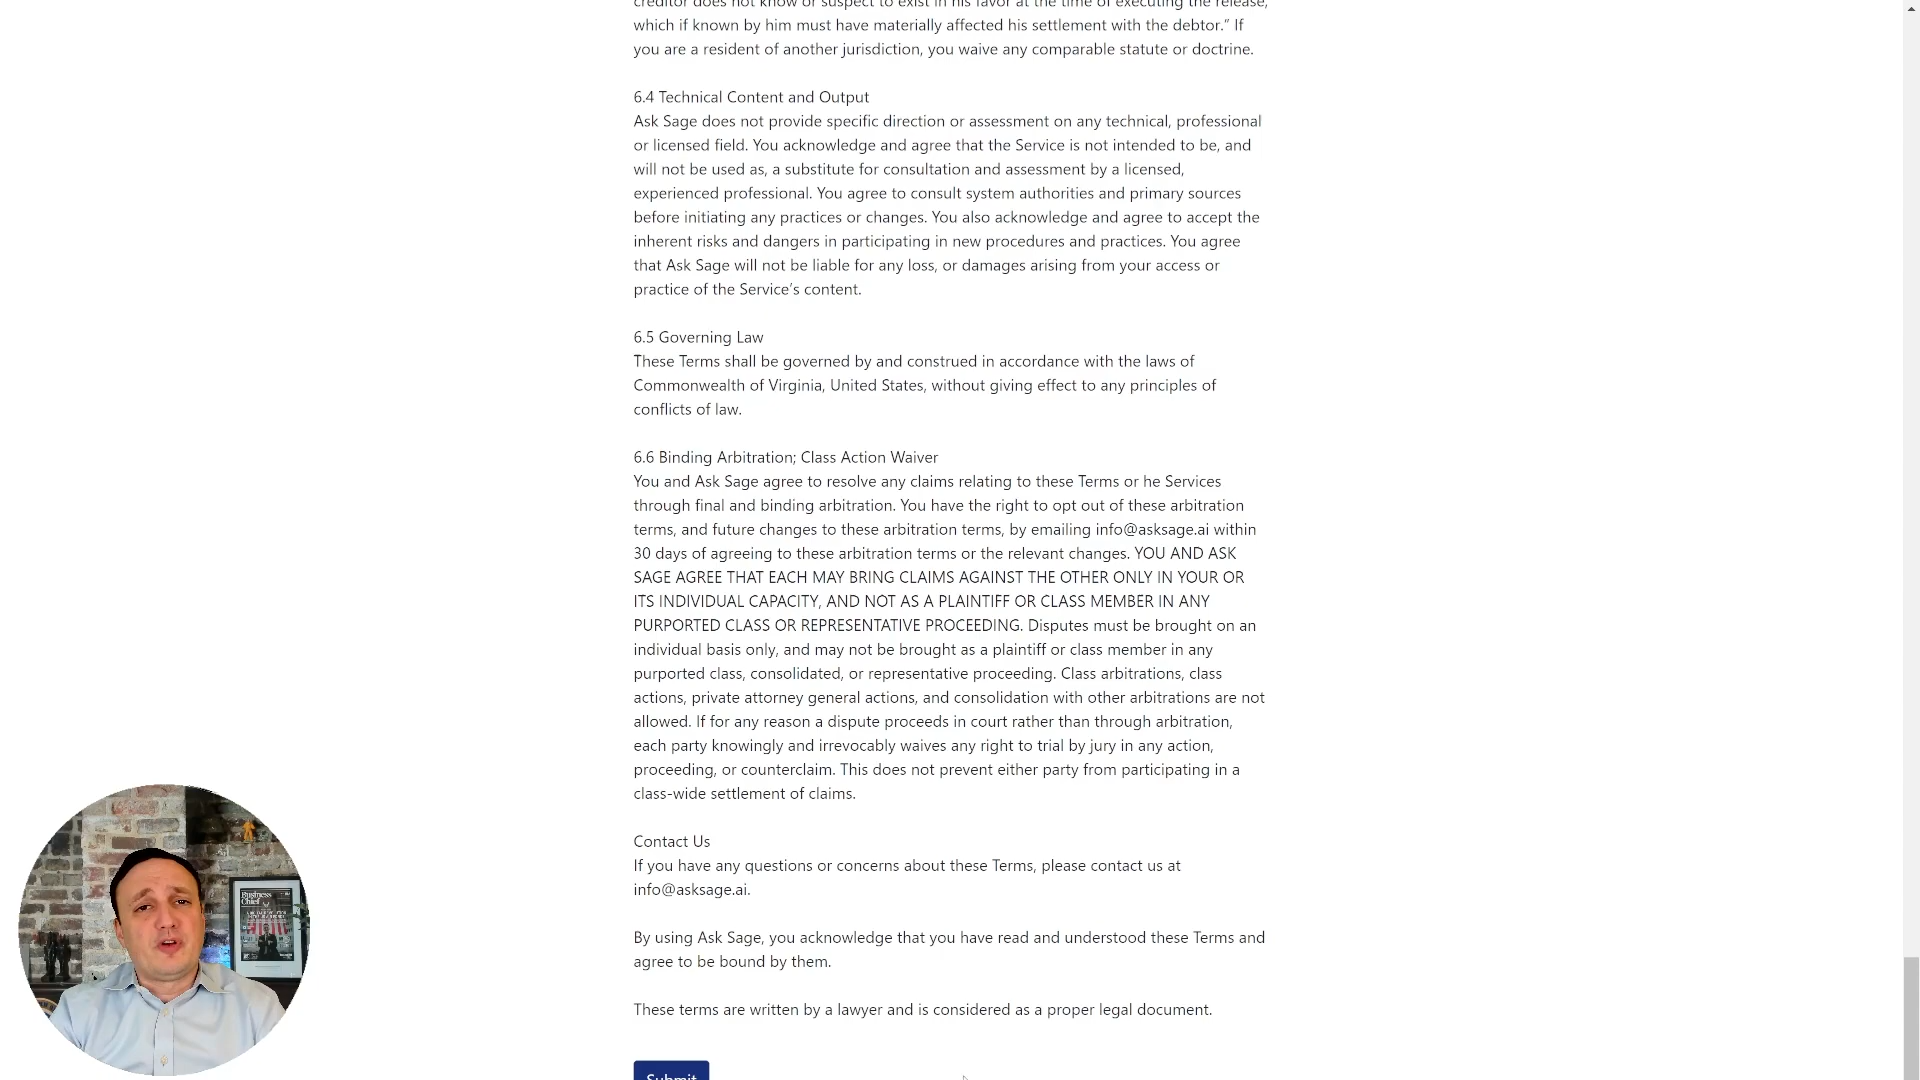 creditor does not know or suspect to exist in his favor at the time of executing the release,
which if known by him must have materially affected his settlement with the debtor.” If
you are a resident of another jurisdiction, you waive any comparable statute or doctrine.
6.4 Technical Content and Output
Ask Sage does not provide specific direction or assessment on any technical, professional
or licensed field. You acknowledge and agree that the Service is not intended to be, and
will not be used as, a substitute for consultation and assessment by a licensed,
experienced professional. You agree to consult system authorities and primary sources
before initiating any practices or changes. You also acknowledge and agree to accept the
inherent risks and dangers in participating in new procedures and practices. You agree
that Ask Sage will not be liable for any loss, or damages arising from your access or
practice of the Service’s content.
6.5 Governing Law
These Terms shall be governed by and construed in accordance with the laws of
Commonwealth of Virginia, United States, without giving effect to any principles of
conflicts of law.
6.6 Binding Arbitration; Class Action Waiver
You and Ask Sage agree to resolve any claims relating to these Terms or he Services
through final and binding arbitration. You have the right to opt out of these arbitration
terms, and future changes to these arbitration terms, by emailing info@asksage.ai within
30 days of agreeing to these arbitration terms or the relevant changes. YOU AND ASK
SAGE AGREE THAT EACH MAY BRING CLAIMS AGAINST THE OTHER ONLY IN YOUR OR
ITS INDIVIDUAL CAPACITY, AND NOT AS A PLAINTIFF OR CLASS MEMBER IN ANY
PURPORTED CLASS OR REPRESENTATIVE PROCEEDING. Disputes must be brought on an
individual basis only, and may not be brought as a plaintiff or class member in any
purported class, consolidated, or representative proceeding. Class arbitrations, class
actions, private attorney general actions, and consolidation with other arbitrations are not
allowed. If for any reason a dispute proceeds in court rather than through arbitration,
each party knowingly and irrevocably waives any right to trial by jury in any action,
proceeding, or counterclaim. This does not prevent either party from participating in a
class-wide settlement of claims.
Contact Us
If you have any questions or concerns about these Terms, please contact us at
info@asksage.ai.
By using Ask Sage, you acknowledge that you have read and understood these Terms and
agree to be bound by them.
These terms are written by a lawyer and is considered as a proper legal document.
Submit
Business
Chief